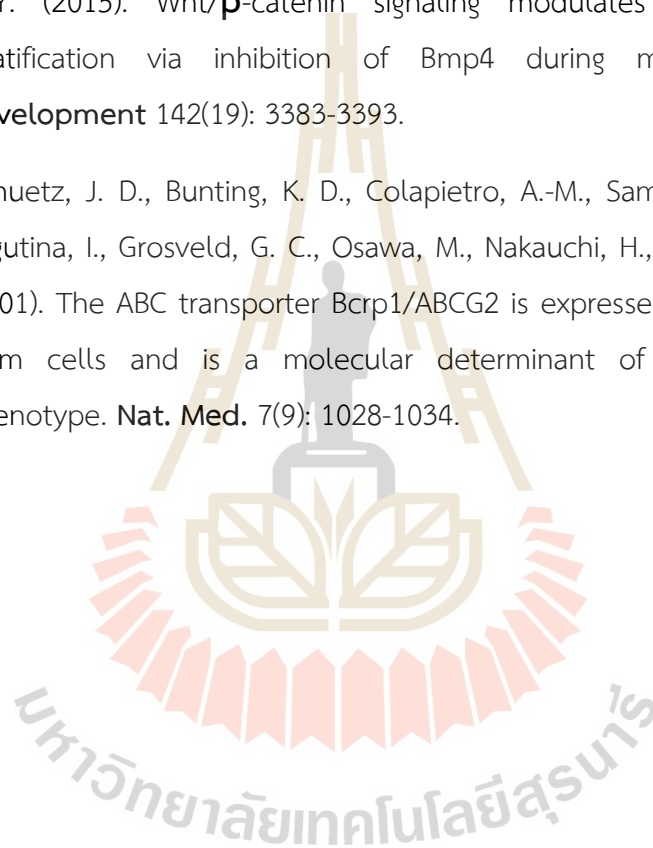 r. (2015). Wnt/β-catenin signaling modulates
atification via inhibition of Bmp4 during m
velopment 142(19): 3383-3393.
huetz, J. D., Bunting, K. D., Colapietro, A.-M., Sam
gutina, I., Grosveld, G. C., Osawa, M., Nakauchi, H.,
01). The ABC transporter Bcrp1/ABCG2 is expresse
m cells and is a molecular determinant of
enotype. Nat. Med. 7(9): 1028-1034.
มหาวิทยาลัยเทคโนโลยีสุรนารี